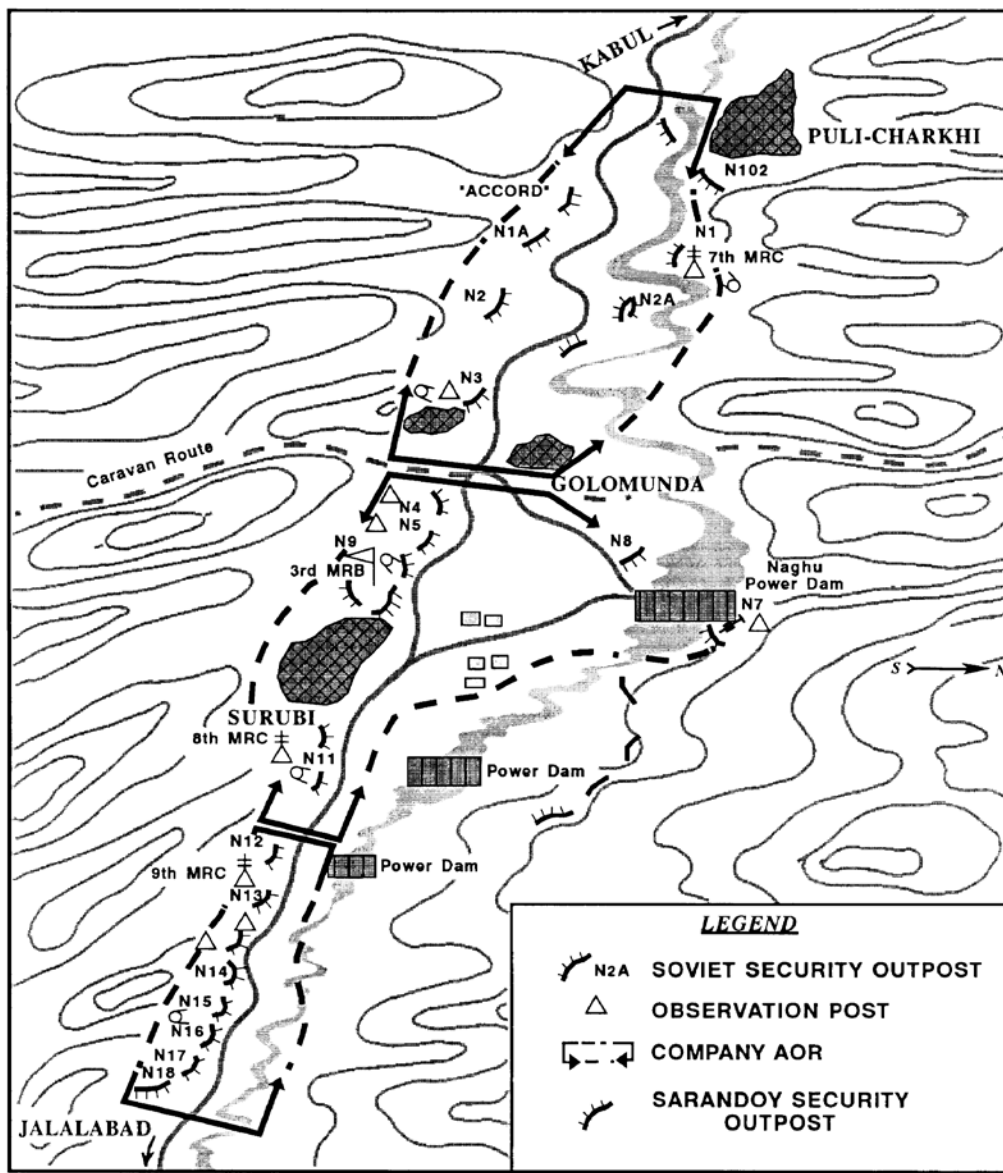 KABUL
PULI-CHARKHI
N102
"ACCORD"
N1A
N1
7th MRC
N2
N2A
N3
Caravan Route
GOLOMUNDA
N4
N5
N8
N9
3rd MRB
Naghu
Power Dam
N7
S N
SURUBI
8th MRC
N11
Power Dam
N12
9th MRC
Power Dam
N13
N14
N15
N16
N17
N18
JALALABAD
LEGEND
N2A SOVIET SECURITY OUTPOST
OBSERVATION POST
COMPANY AOR
SARANDOY SECURITY
OUTPOST